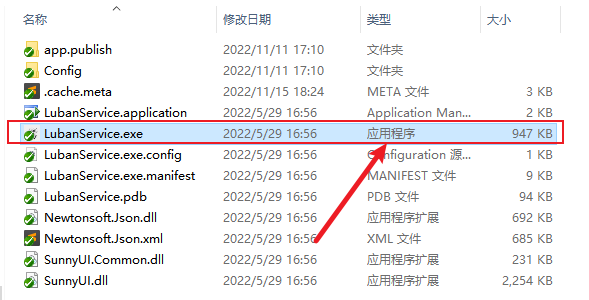 名称 修改日期 类型 大小
app.publish 2022/11/11 17:10 文件夹
Config 2022/11/11 17:10 文件夹
.cache.meta 2022/11/15 18:24 META 文件 3 KB
LubanService.application 2022/5/29 16:56 Application Man... 2 KB
LubanService.exe 2022/5/29 16:56 应用程序 947 KB
LubanService.exe.config 2022/5/29 16:56 Configuration 源... 1 KB
LubanService.exe.manifest 2022/5/29 16:56 MANIFEST 文件 9 KB
LubanService.pdb 2022/5/29 16:56 PDB 文件 94 KB
Newtonsoft.Json.dll 2022/5/29 16:56 应用程序扩展 692 KB
Newtonsoft.Json.xml 2022/5/29 16:56 XML 文件 685 KB
SunnyUI.Common.dll 2022/5/29 16:56 应用程序扩展 231 KB
SunnyUI.dll 2022/5/29 16:56 应用程序扩展 2,254 KB